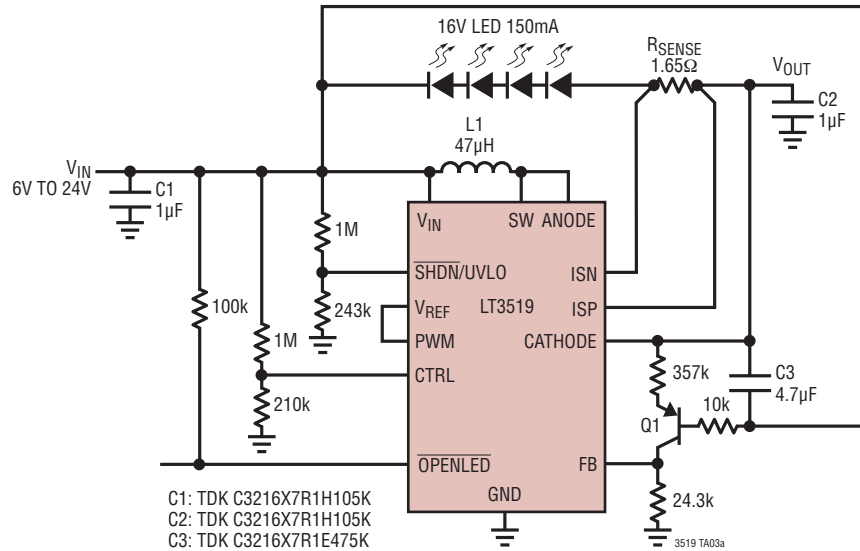 16V LED 150mA
RSENSE
1.65Ω
VOUT
C2
1µF
L1
47µH
VIN
6V TO 24V
C1
1µF
VIN
SW
ANODE
1M
SHDN/UVLO
ISN
100k
243k
VREF
LT3519
ISP
PWM
CATHODE
1M
CTRL
357k
C3
4.7µF
210k
Q1
10k
OPENLED
FB
GND
24.3k
C1: TDK C3216X7R1H105K
C2: TDK C3216X7R1H105K
C3: TDK C3216X7R1E475K
3519 TA03a